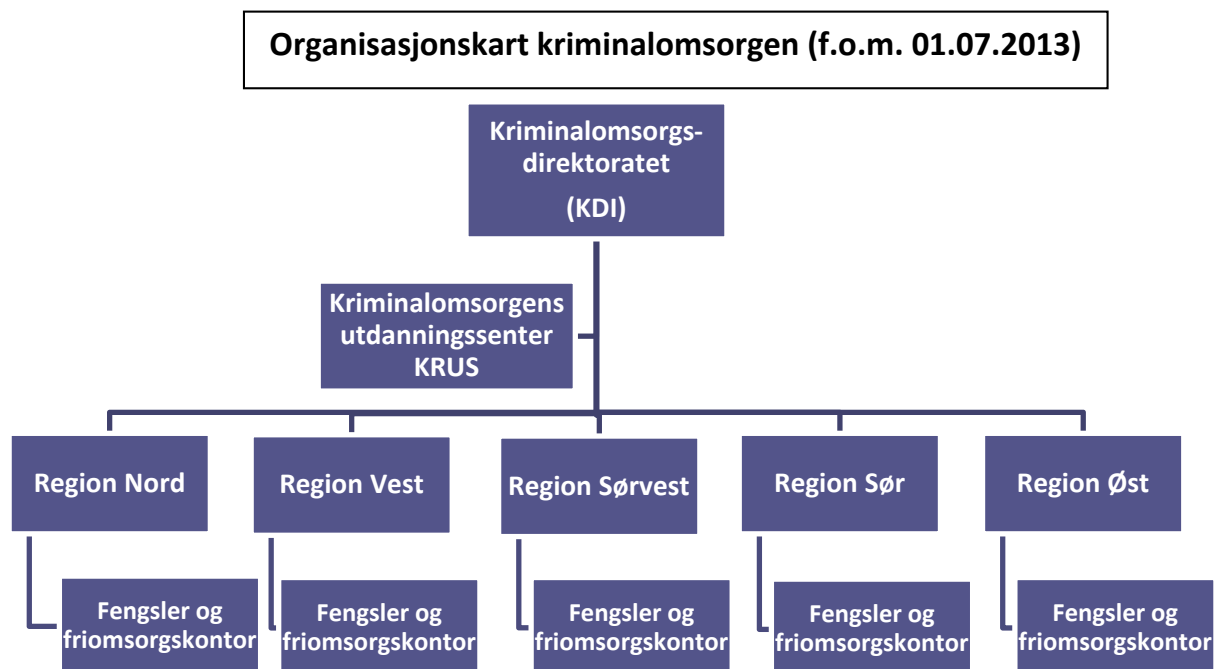 Organisasjonskart kriminalomsorgen (f.o.m. 01.07.2013)
Kriminalomsorgs-
direktoratet
(KDI)
Kriminalomsorgens
utdanningssenter
KRUS
Region Nord
Region Vest
Region Sørvest
Region Sør
Region Øst
Fengsler og
friomsorgskontor
Fengsler og
friomsorgskontor
Fengsler og
friomsorgskontor
Fengsler og
friomsorgskontor
Fengsler og
friomsorgskontor